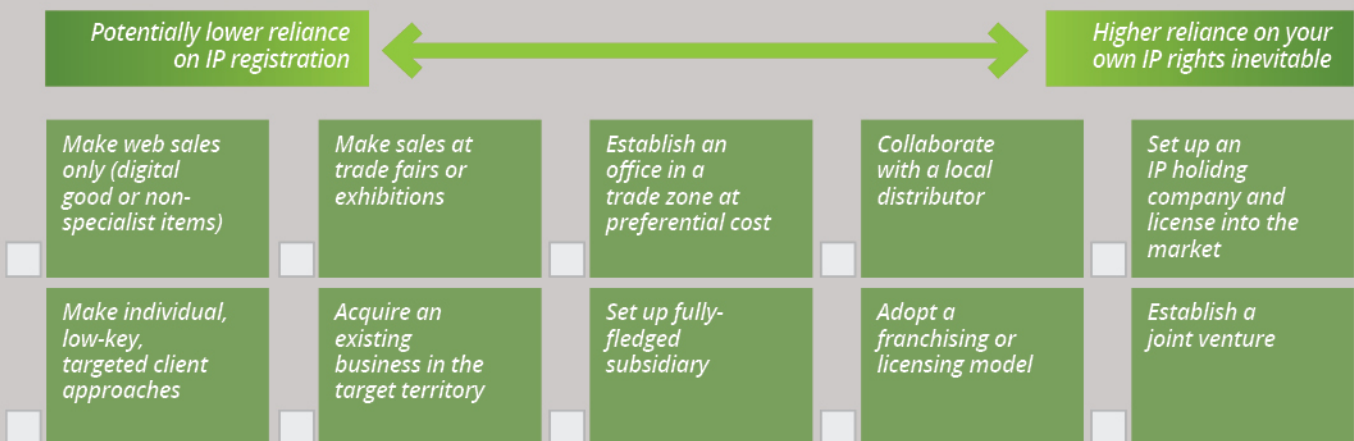 Potentially lower reliance
on IP registration
Higher reliance on your
own IP rights inevitable
Make web sales
only (digital
good or non-
specialist items)
Make sales at
trade fairs or
exhibitions
Establish an
office in a
trade zone at
preferential cost
Collaborate
with a local
distributor
Set up an
IP holidng
company and
license into the
market
Make individual,
low-key,
targeted client
approaches
Acquire an
existing
business in the
target territory
Set up fully-
fledged
subsidiary
Adopt a
franchising or
licensing model
Establish a
joint venture